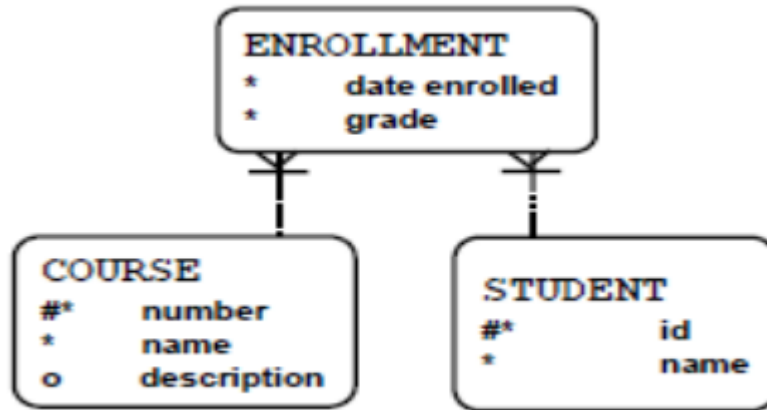 ENROLLMENT
* date enrolled
* grade
COURSE
#* number
* name
o description
STUDENT
#* id
* name